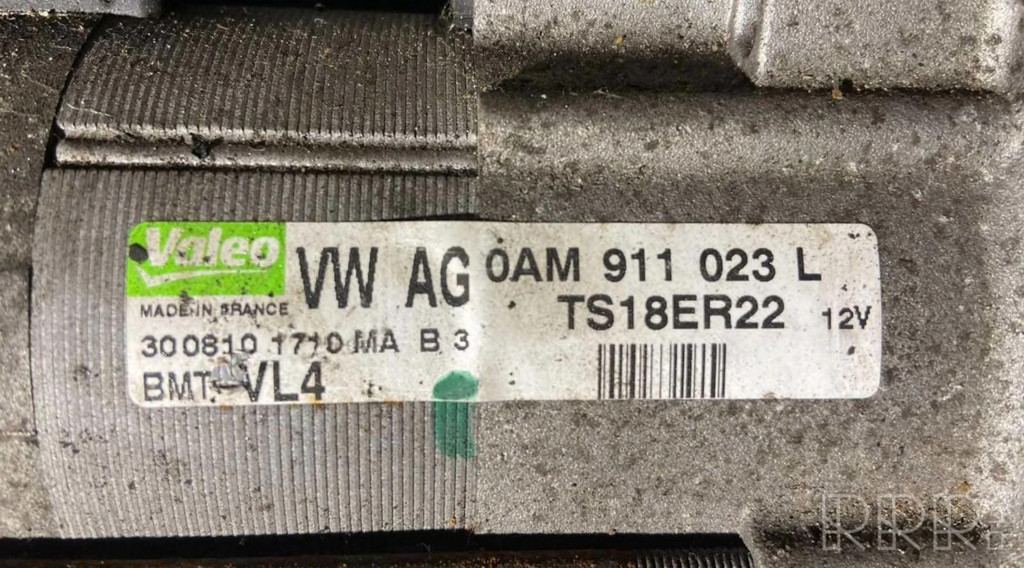 Valeo
VW AG 0AM 911 023 L
MADE IN FRANCE
TS18ER22 12V
300810 1710 MA B 3
BMT-VL4
RRR